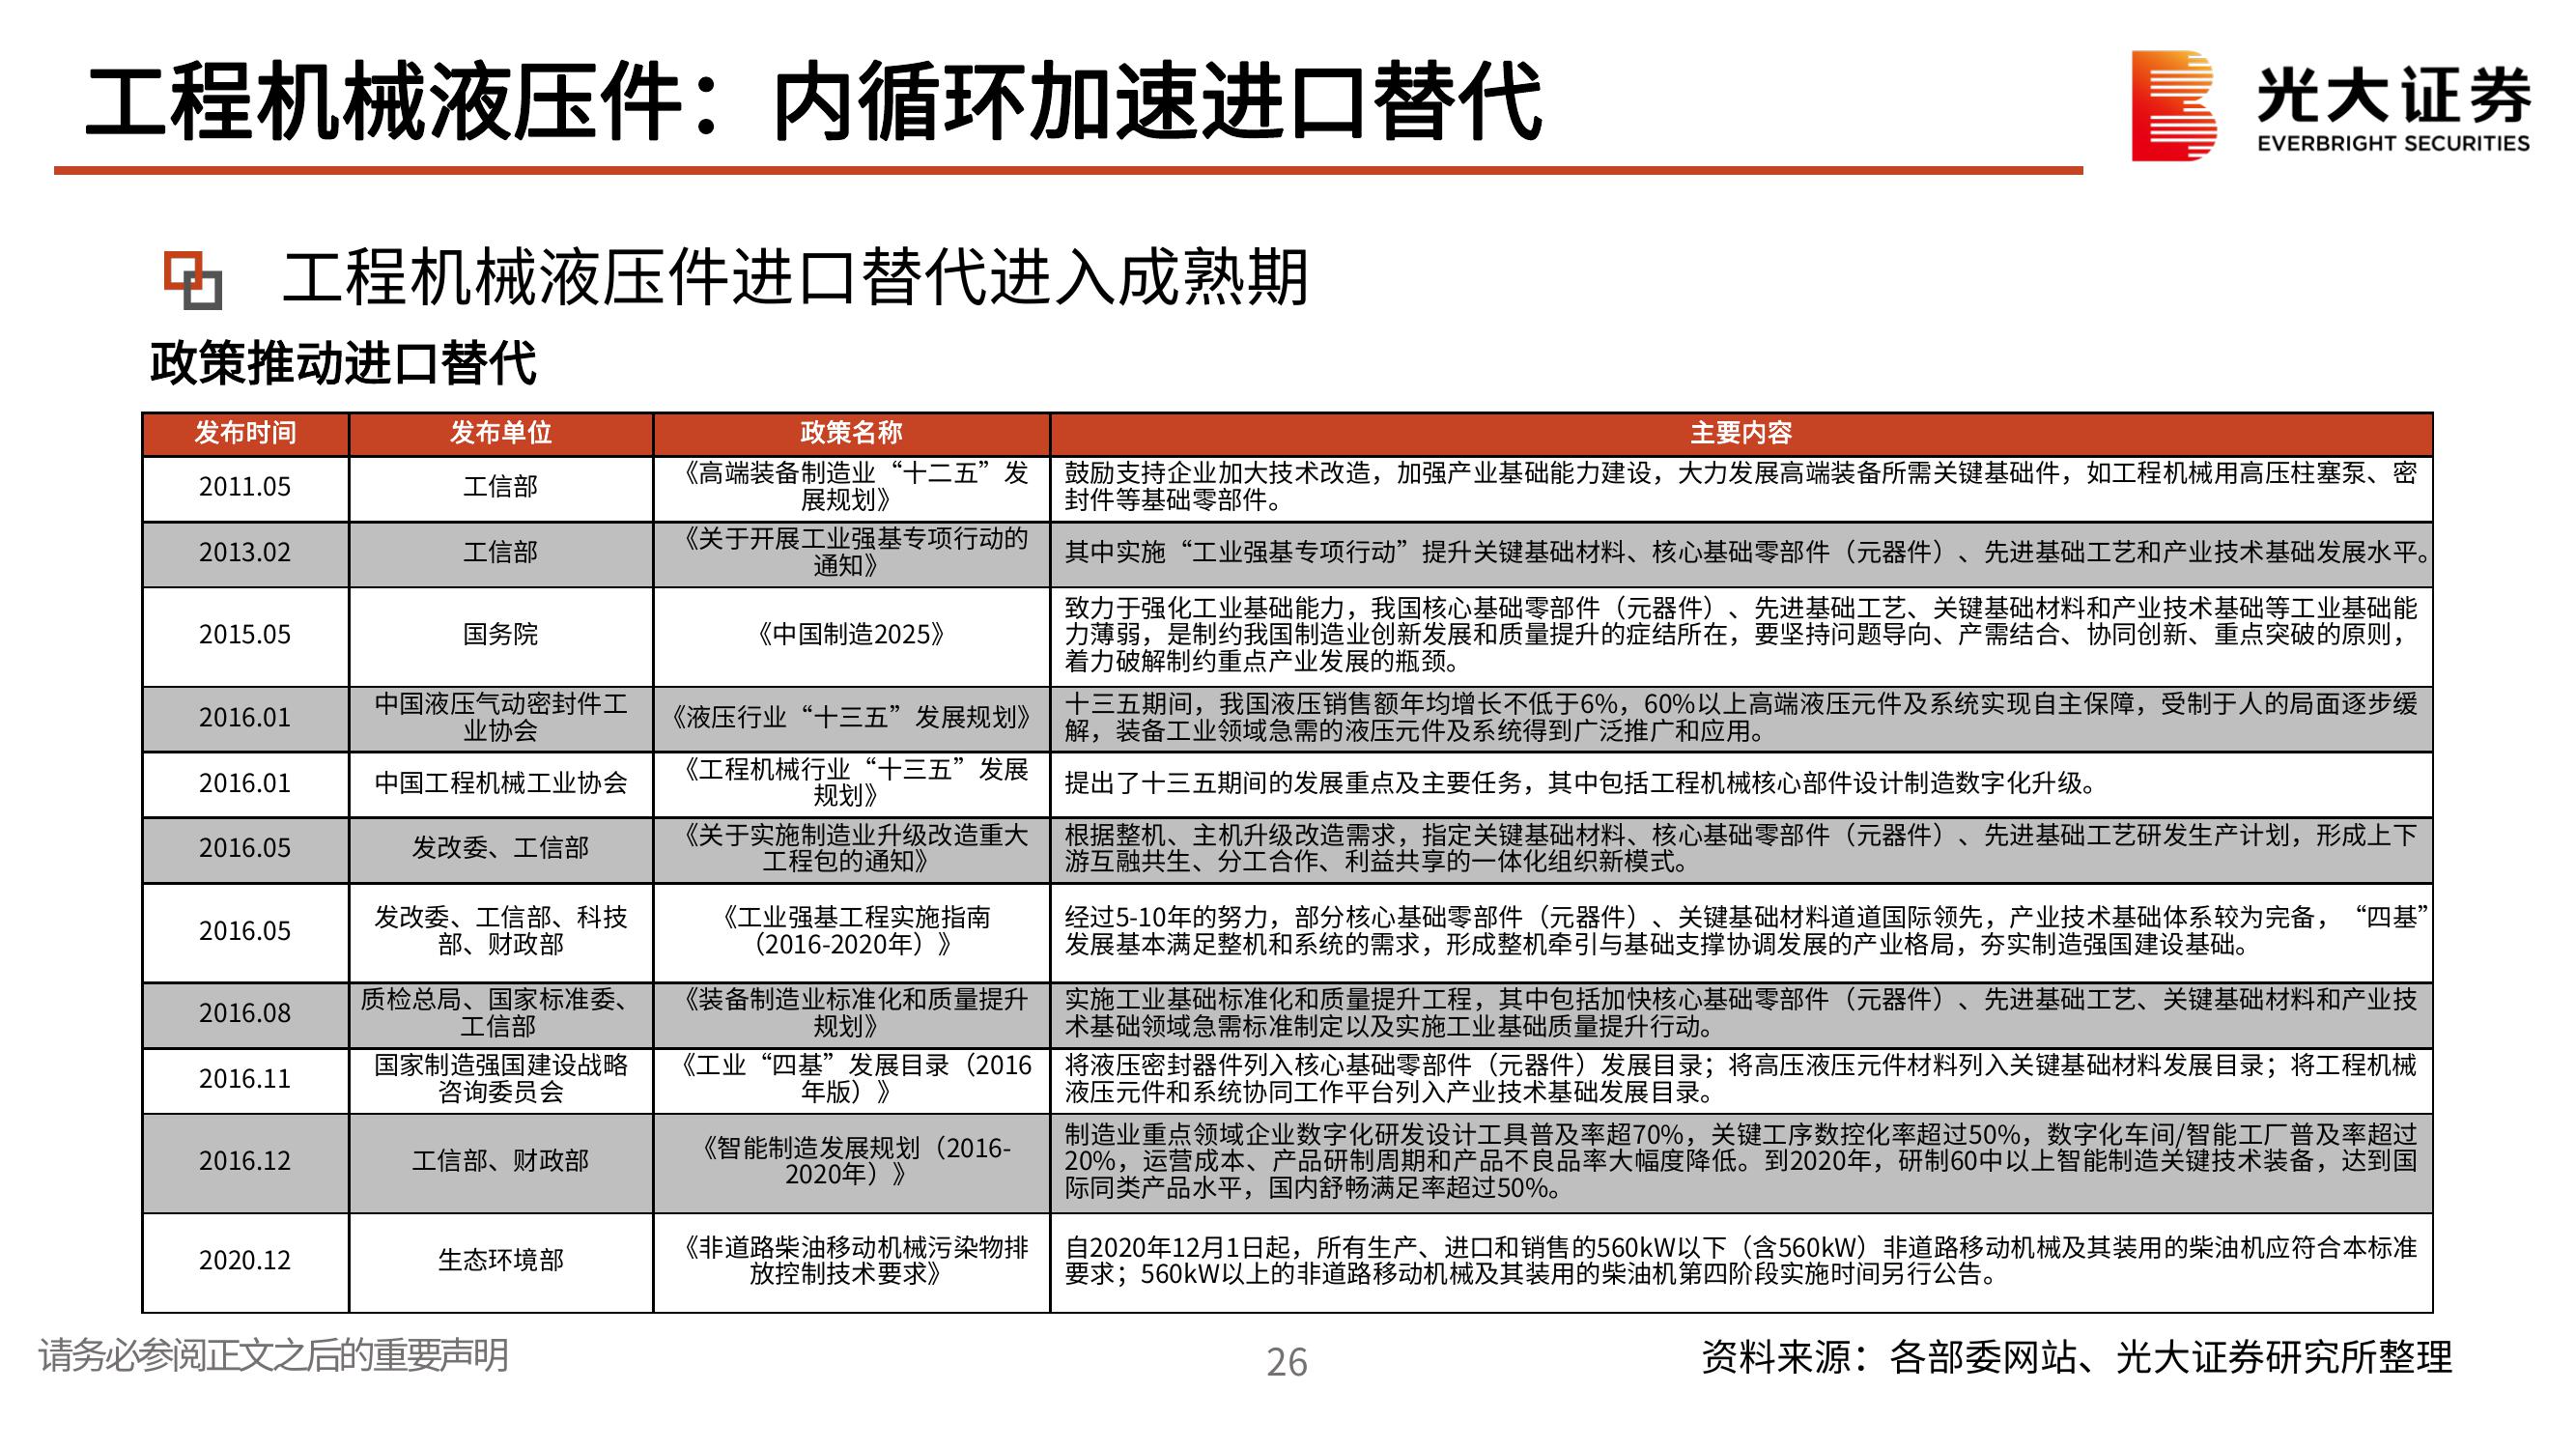 工程机械液压件：内循环加速进口替代
光大证券
EVERBRIGHT SECURITIES
工程机械液压件进口替代进入成熟期
政策推动进口替代
发布时间 发布单位 政策名称 主要内容
2011.05
工信部
《高端装备制造业“十二五”发
展规划》
鼓励支持企业加大技术改造，加强产业基础能力建设，大力发展高端装备所需关键基础件，如工程机械用高压柱塞泵、密
封件等基础零部件。
2013.02
工信部
《关于开展工业强基专项行动的
通知》
其中实施“工业强基专项行动”提升关键基础材料、核心基础零部件（元器件）、先进基础工艺和产业技术基础发展水平。
2015.05
国务院
《中国制造2025》
致力于强化工业基础能力，我国核心基础零部件（元器件）、先进基础工艺、关键基础材料和产业技术基础等工业基础能
力薄弱，是制约我国制造业创新发展和质量提升的症结所在，要坚持问题导向、产需结合、协同创新、重点突破的原则，
着力破解制约重点产业发展的瓶颈。
2016.01
中国液压气动密封件工
业协会
《液压行业“十三五”发展规划》
十三五期间，我国液压销售额年均增长不低于6%，60%以上高端液压元件及系统实现自主保障，受制于人的局面逐步缓
解，装备工业领域急需的液压元件及系统得到广泛推广和应用。
2016.01
中国工程机械工业协会
《工程机械行业“十三五”发展
规划》
提出了十三五期间的发展重点及主要任务，其中包括工程机械核心部件设计制造数字化升级。
2016.05
发改委、工信部
《关于实施制造业升级改造重大
工程包的通知》
根据整机、主机升级改造需求，指定关键基础材料、核心基础零部件（元器件）、先进基础工艺研发生产计划，形成上下
游互融共生、分工合作、利益共享的一体化组织新模式。
2016.05
发改委、工信部、科技
部、财政部
《工业强基工程实施指南
（2016-2020年）》
经过5-10年的努力，部分核心基础零部件（元器件）、关键基础材料道道国际领先，产业技术基础体系较为完备，“四基”
发展基本满足整机和系统的需求，形成整机牵引与基础支撑协调发展的产业格局，夯实制造强国建设基础。
2016.08
质检总局、国家标准委、
工信部
《装备制造业标准化和质量提升
规划》
实施工业基础标准化和质量提升工程，其中包括加快核心基础零部件（元器件）、先进基础工艺、关键基础材料和产业技
术基础领域急需标准制定以及实施工业基础质量提升行动。
2016.11
国家制造强国建设战略
咨询委员会
《工业“四基”发展目录（2016
年版）》
将液压密封器件列入核心基础零部件（元器件）发展目录；将高压液压元件材料列入关键基础材料发展目录；将工程机械
液压元件和系统协同工作平台列入产业技术基础发展目录。
2016.12
工信部、财政部
《智能制造发展规划（2016-
2020年）》
制造业重点领域企业数字化研发设计工具普及率超70%，关键工序数控化率超过50%，数字化车间/智能工厂普及率超过
20%，运营成本、产品研制周期和产品不良品率大幅度降低。到2020年，研制60中以上智能制造关键技术装备，达到国
际同类产品水平，国内舒畅满足率超过50%。
2020.12
生态环境部
《非道路柴油移动机械污染物排
放控制技术要求》
自2020年12月1日起，所有生产、进口和销售的560kW以下（含560kW）非道路移动机械及其装用的柴油机应符合本标准
要求；560kW以上的非道路移动机械及其装用的柴油机第四阶段实施时间另行公告。
请务必参阅正文之后的重要声明
26
资料来源：各部委网站、光大证券研究所整理